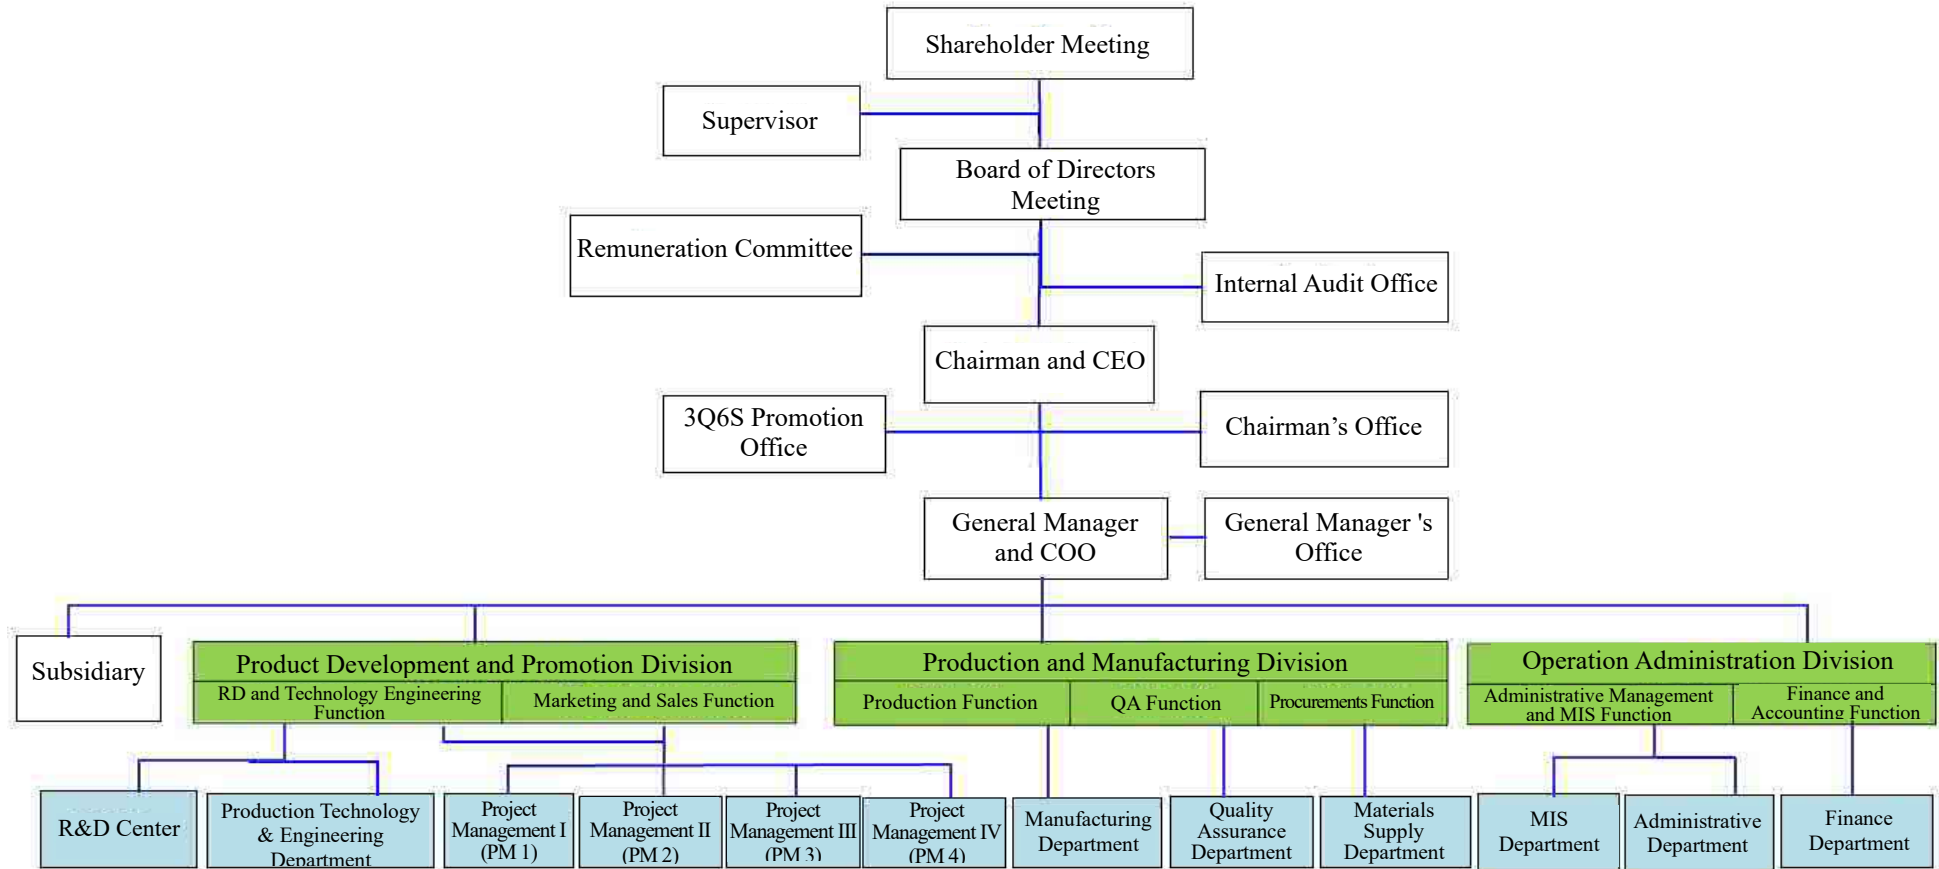 Shareholder Meeting
Supervisor
Board of Directors
Meeting
Remuneration Committee
Internal Audit Office
Chairman and CEO
3Q6S Promotion
Office
Chairman’s Office
General Manager
and COO
General Manager 's
Office
Subsidiary
Product Development and Promotion Division
RD and Technology Engineering
Function
Marketing and Sales Function
Production and Manufacturing Division
Production Function
QA Function
Procurements Function
Operation Administration Division
Administrative Management
and MIS Function
Finance and
Accounting Function
R&D Center
Production Technology
& Engineering
Department
Project
Management I
(PM 1)
Project
Management II
(PM 2)
Project
Management III
(PM 3)
Project
Management IV
(PM 4)
Manufacturing
Department
Quality
Assurance
Department
Materials
Supply
Department
MIS
Department
Administrative
Department
Finance
Department